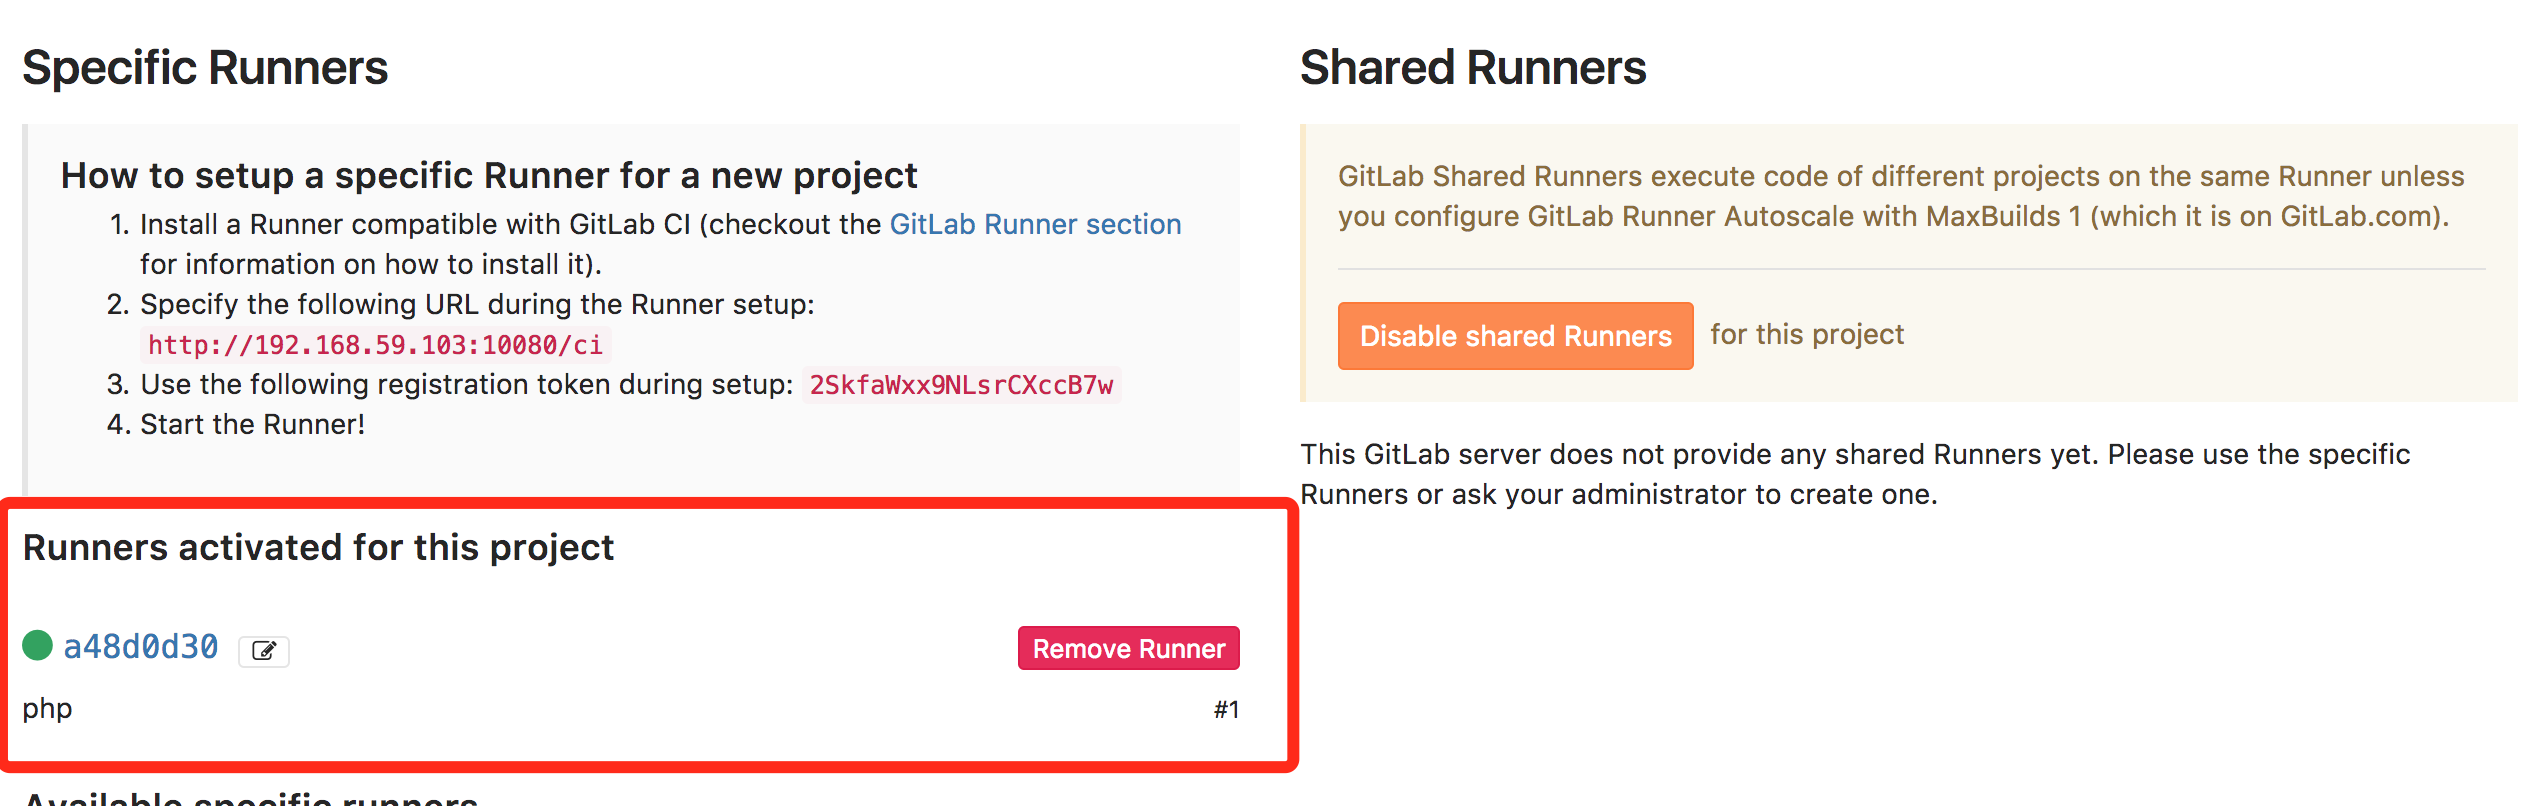 Specific Runners
How to setup a specific Runner for a new project
1. Install a Runner compatible with GitLab CI (checkout the GitLab Runner section
for information on how to install it).
2. Specify the following URL during the Runner setup:
http://192.168.59.103:10080/ci
3. Use the following registration token during setup: 2SkfaWxx9NLsrCXccB7w
4. Start the Runner!
Runners activated for this project
a48d0d30
Remove Runner
php
#1
Available specific runners
Shared Runners
GitLab Shared Runners execute code of different projects on the same Runner unless
you configure GitLab Runner Autoscale with MaxBuilds 1 (which it is on GitLab.com).
Disable shared Runners for this project
This GitLab server does not provide any shared Runners yet. Please use the specific
Runners or ask your administrator to create one.